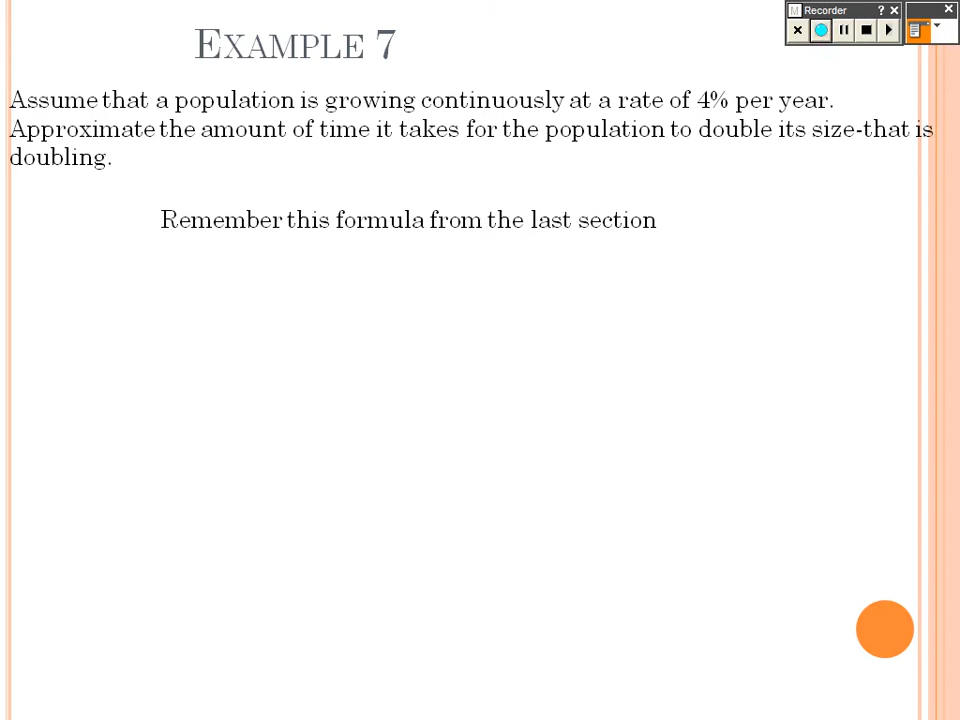 Recorder
EXAMPLE 7
Assume that a population is growing continuously at a rate of 4% per year.
Approximate the amount of time it takes for the population to double its size-that is
doubling.
Remember this formula from the last section